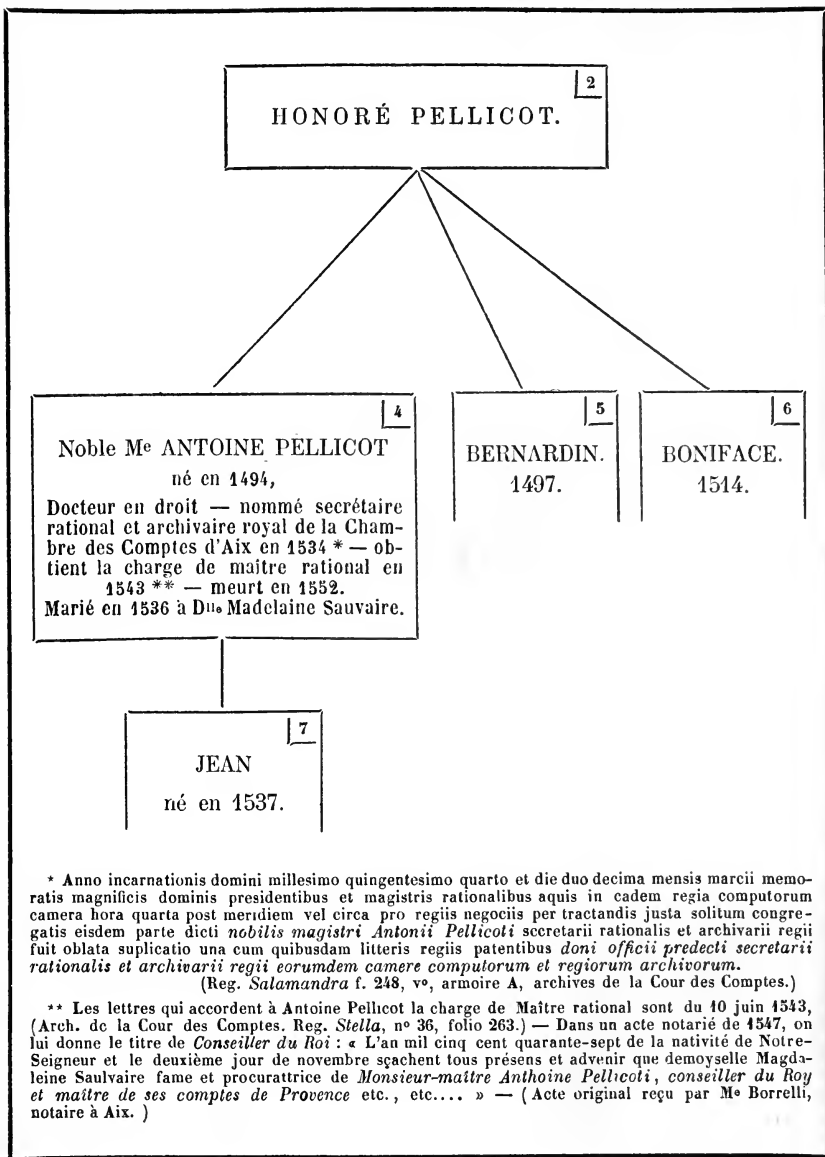 2
HONORÉ PELLICOT.
4
Noble Me ANTOINE PELLICOT
né en 1494,
Docteur en droit — nommé secrétaire
rational et archivaire royal de la Cham-
bre des Comptes d'Aix en 1534 * — ob-
tient la charge de maître rational en
1543 ** — meurt en 1552.
Marié en 1536 à Dlle Madelaine Sauvaire.
5
BERNARDIN.
1497.
6
BONIFACE.
1514.
7
JEAN
né en 1537.
* Anno incarnationis domini millesimo quingentesimo quarto et die duo decima mensis marcii memo-
ratis magnificis dominis presidentibus et magistris rationalibus aquis in eadem regia computorum
camera hora quarta post meridiem vel circa pro regiis negociis per tractandis justa solitum congre-
gatis eisdem parte dicti nobilis magistri Antonii Pellicoti secretarii rationalis et archivarii regii
fuit oblata suplicatio una cum quibusdam litteris regiis patentibus doni officii predecti secretarii
rationalis et archivarii regii eorumdem camere computorum et regiorum archivorum.
(Reg. Salamandra f. 248, vo, armoire A, archives de la Cour des Comptes.)
** Les lettres qui accordent à Antoine Pellicot la charge de Maître rational sont du 10 juin 1543,
(Arch. de la Cour des Comptes. Reg. Stella, no 36, folio 263.) — Dans un acte notarié de 1547, on
lui donne le titre de Conseiller du Roi : « L'an mil cinq cent quarante-sept de la nativité de Notre-
Seigneur et le deuxième jour de novembre sçachent tous présens et advenir que demoyselle Magda-
leine Saulvaire fame et procurattrice de Monsieur-maître Anthoine Pellicoti, conseiller du Roy
et maître de ses comptes de Provence etc., etc.... » — ( Acte original reçu par Me Borrelli,
notaire à Aix. )